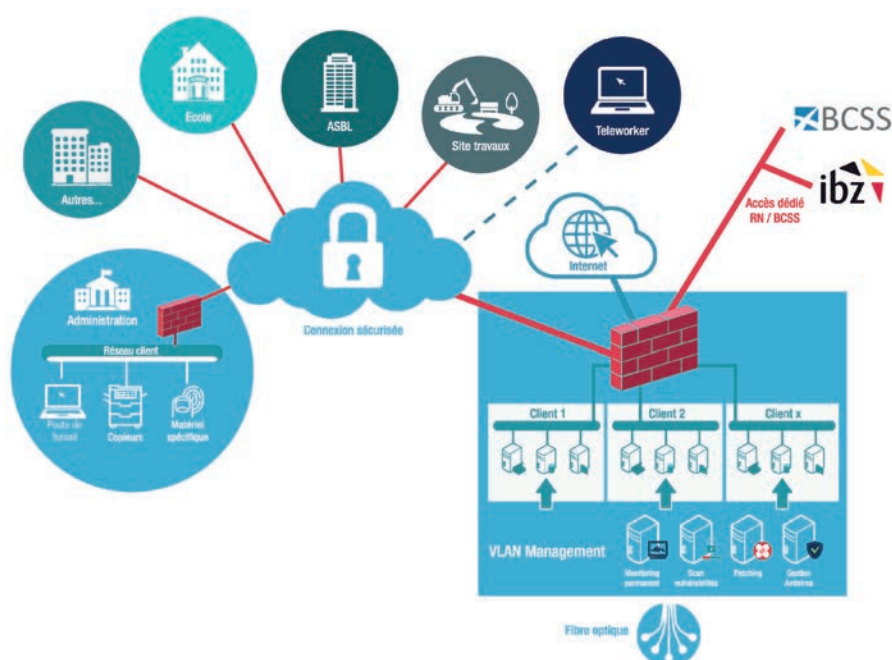 Autres...
Ecole
ASBL
Site travaux
Teleworker
BCSS
ibz
Accès dédié
RN / BCSS
Internet
Connexion sécurisée
Administration
Réseau client
Poste de
travail
Copieurs
Matériel
spécifique
Client 1
Client 2
Client x
VLAN Management
Monitoring
permanent
Scan
vulnérabilités
Patching
Gestion
Antivirus
Fibre optique